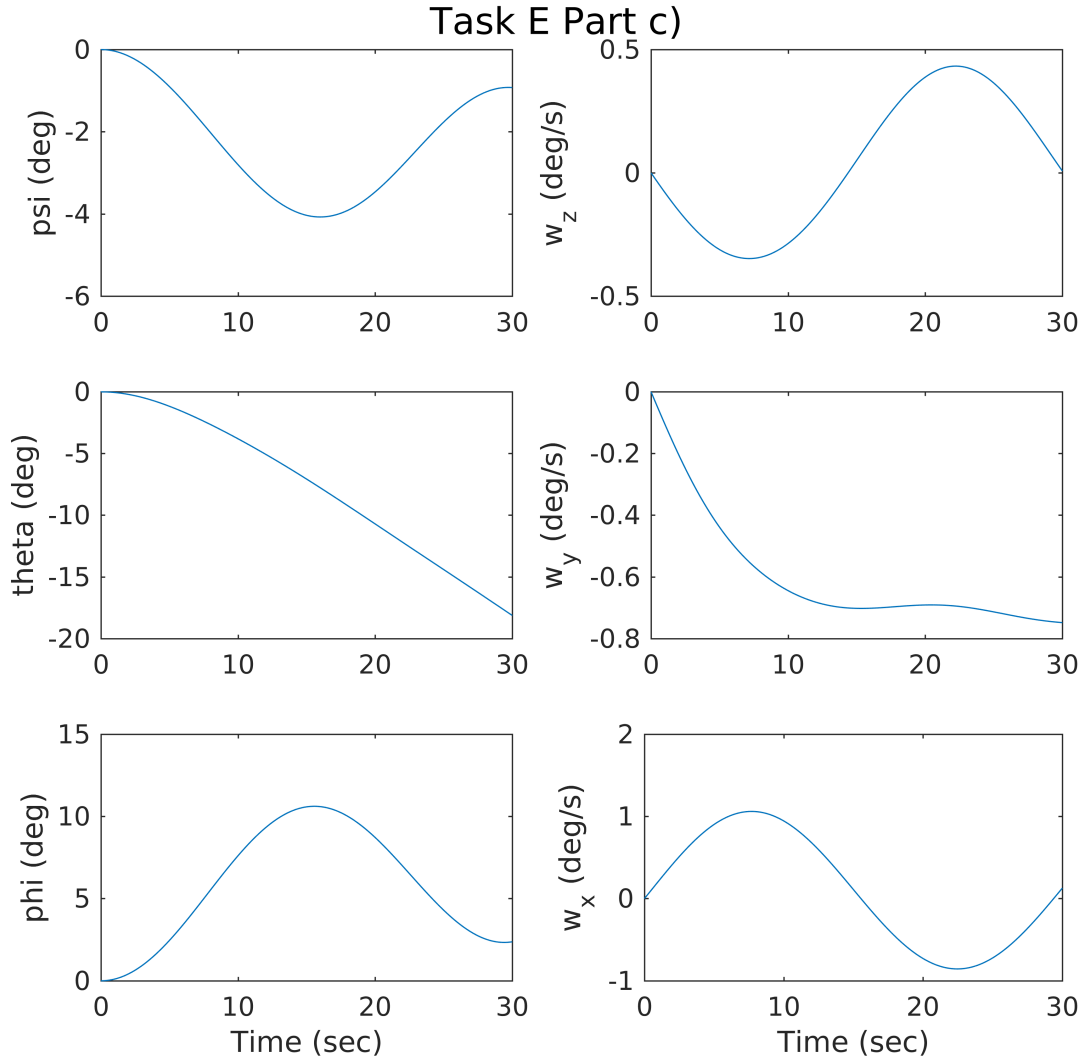 Task E Part c)
psi (deg)
0
-2
-4
-6
0 10 20 30
w_z (deg/s)
0.5
0
-0.5
0 10 20 30
theta (deg)
0
-5
-10
-15
-20
0 10 20 30
w_y (deg/s)
0
-0.2
-0.4
-0.6
-0.8
0 10 20 30
phi (deg)
15
10
5
0
0 10 20 30
Time (sec)
w_x (deg/s)
2
1
0
-1
0 10 20 30
Time (sec)